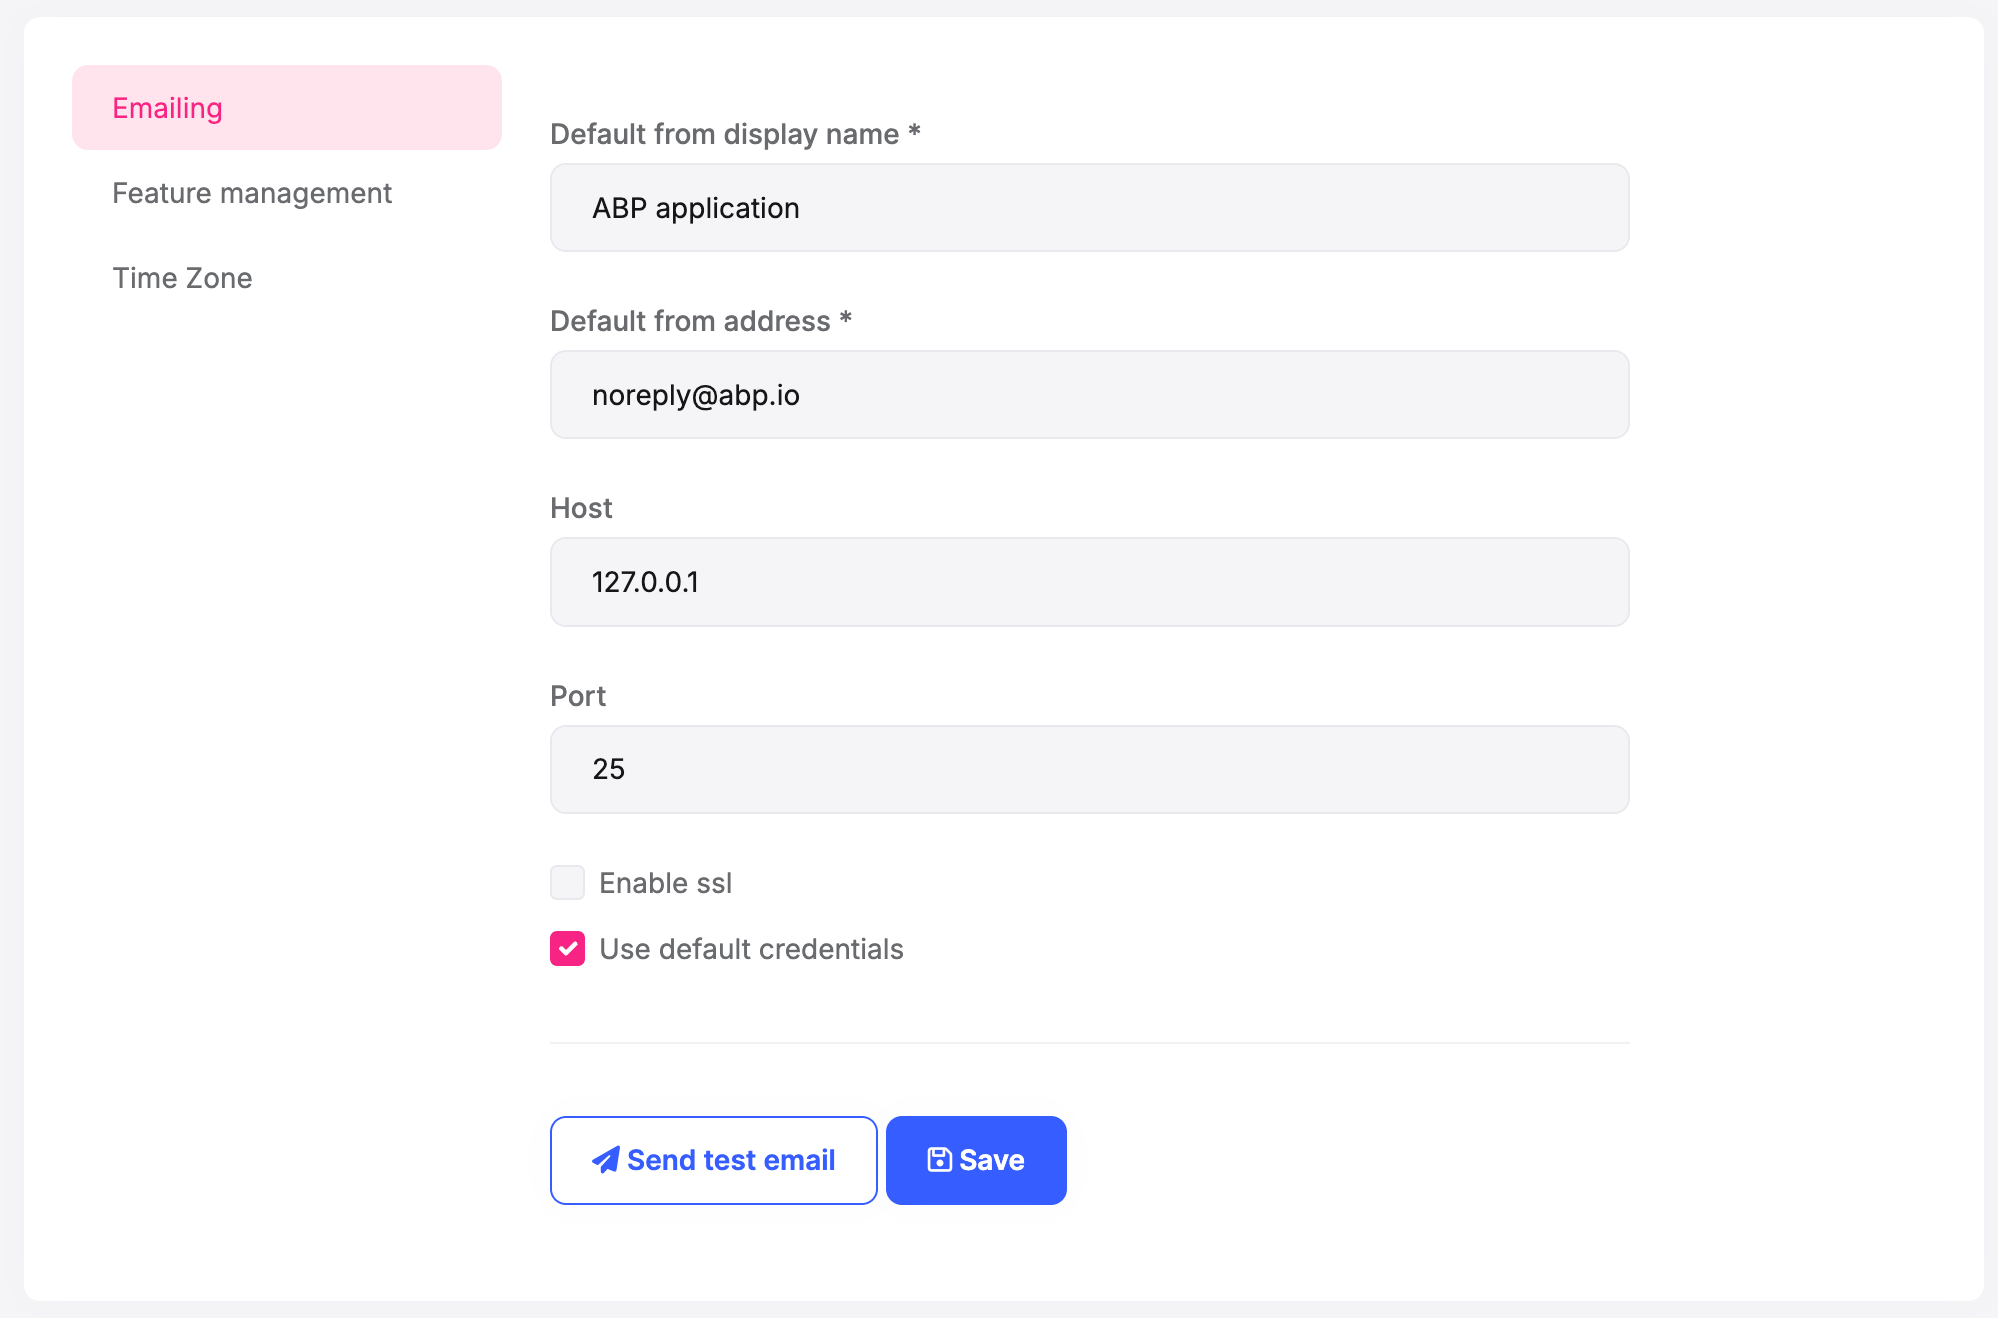 Emailing
Feature management
Time Zone
Default from display name *
ABP application
Default from address *
noreply@abp.io
Host
127.0.0.1
Port
25
Enable ssl
Use default credentials
Send test email
Save